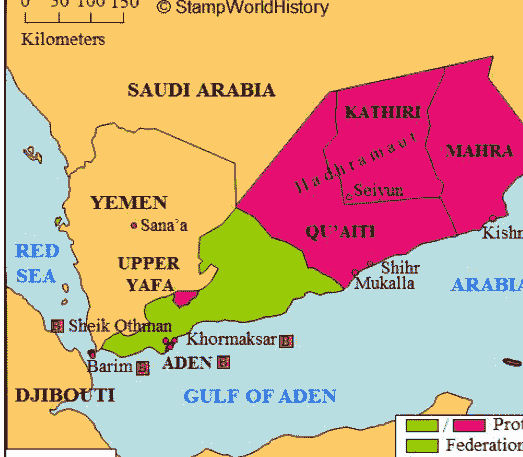 0 50 100 150
© StampWorldHistory
Kilometers
SAUDI ARABIA
KATHIRI
Hadhramaut
MAHRA
Seiyun
YEMEN
Sana'a
QU'AITI
Kishn
RED
SEA
UPPER
YAFA
Shihr
Mukalla
ARABIA
Sheik Othman
Khormaksar
B
B
Barim
B
ADEN
B
DJIBOUTI
GULF OF ADEN
/ Prot
Federation